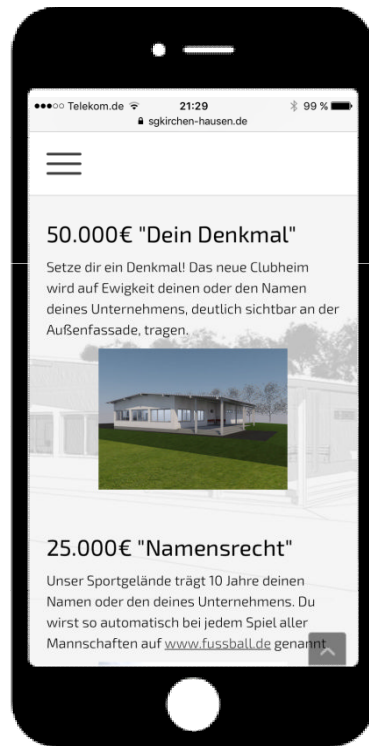 ●●●○○ Telekom.de 21:29 99 %
sgkirchen-hausen.de
50.000€ "Dein Denkmal"
Setze dir ein Denkmal! Das neue Clubheim
wird auf Ewigkeit deinen oder den Namen
deines Unternehmens, deutlich sichtbar an der
Außenfassade, tragen.
25.000€ "Namensrecht"
Unser Sportgelände trägt 10 Jahre deinen
Namen oder den deines Unternehmens. Du
wirst so automatisch bei jedem Spiel aller
Mannschaften auf www.fussball.de genannt